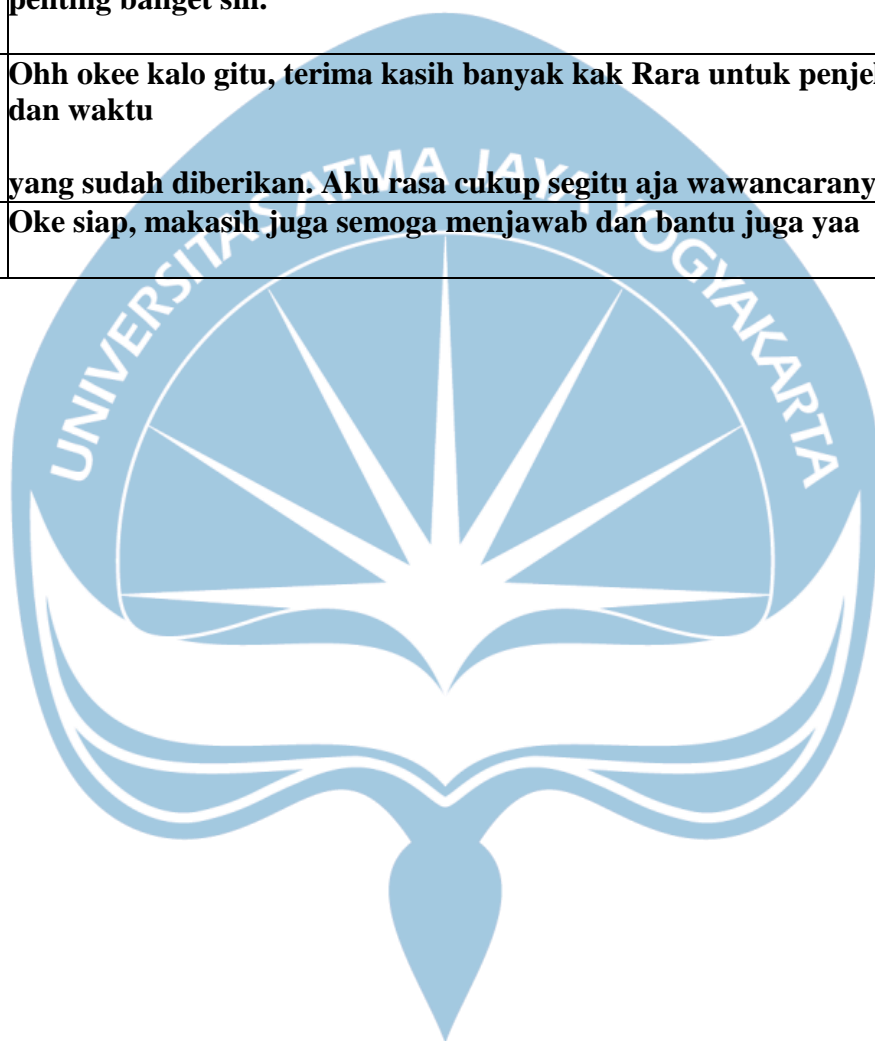 penting banget sih.
Ohh okee kalo gitu, terima kasih banyak kak Rara untuk
dan waktu
yang sudah diberikan. Aku rasa cukup segitu aja
Oke siap, makasih juga semoga menjawab dan bantu juga yaa
UNIVERSITAS ATMA JAYA YOGYAKARTA